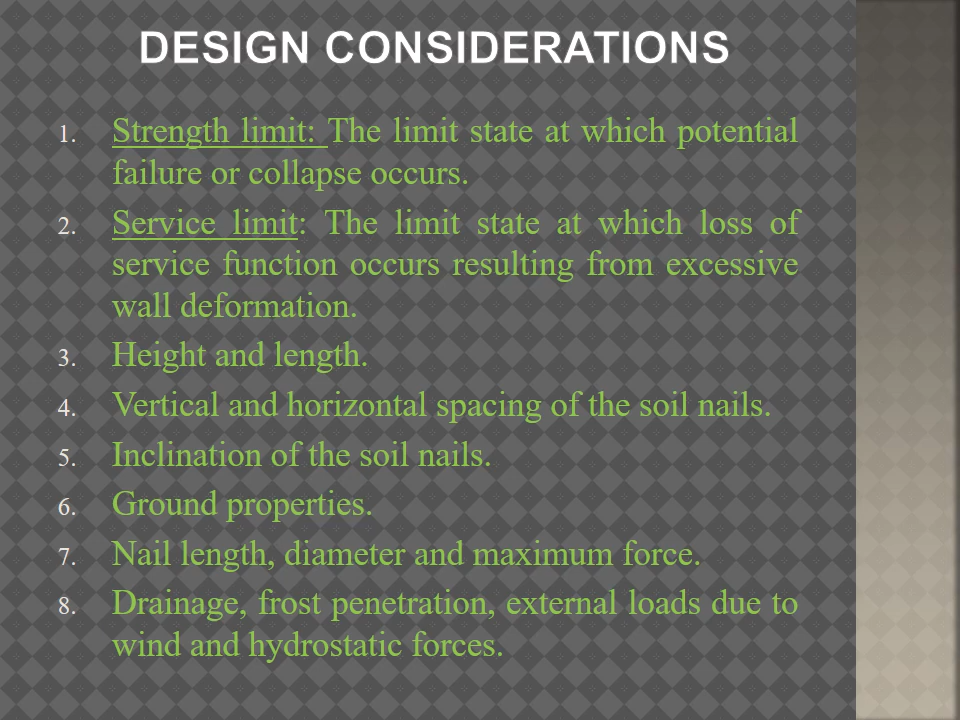 DESIGN CONSIDERATIONS
1. Strength limit: The limit state at which potential
failure or collapse occurs.
2. Service limit: The limit state at which loss of
service function occurs resulting from excessive
wall deformation.
3. Height and length.
4. Vertical and horizontal spacing of the soil nails.
5. Inclination of the soil nails.
6. Ground properties.
7. Nail length, diameter and maximum force.
8. Drainage, frost penetration, external loads due to
wind and hydrostatic forces.